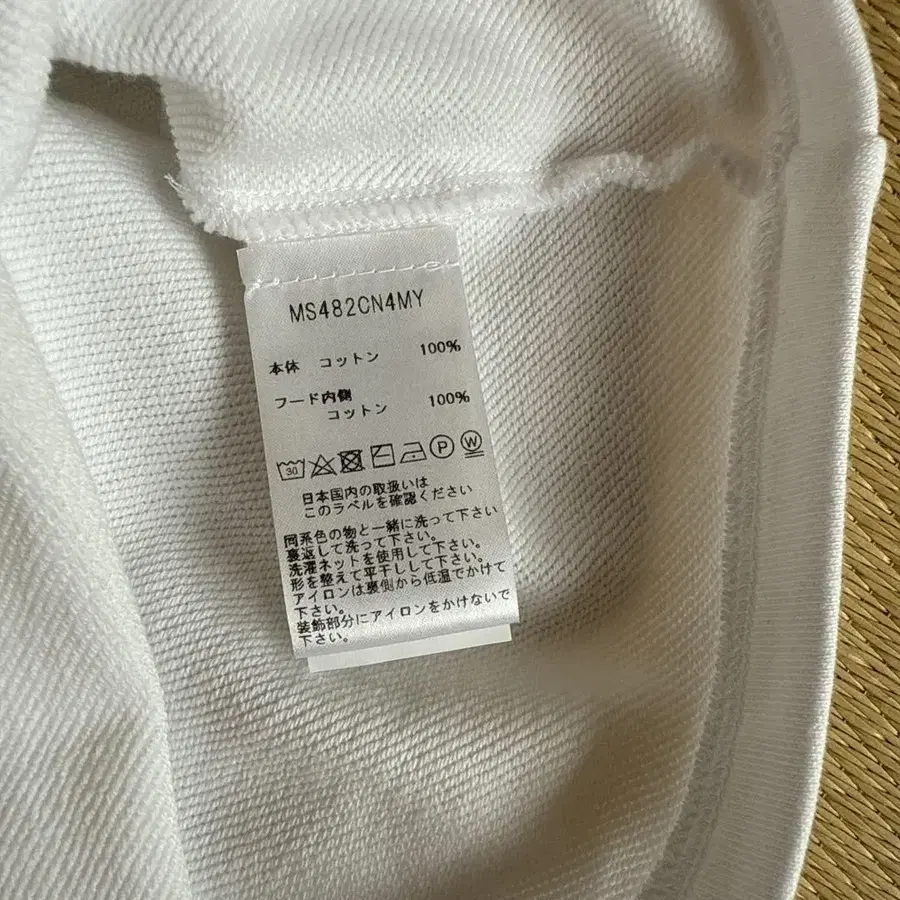 MS482CN4MY
本体 コットン 100%
フード内側
コットン 100%
30 P W
日本国内の取扱いは
このラベルを確認ください
同系色の物と一緒に洗って下さい
裏返して洗って下さい。
洗濯ネットを使用して下さい。
形を整えて平干しして下さい。
アイロンは裏側から低温でかけて
下さい。
装飾部分にアイロンをかけないで
下さい。